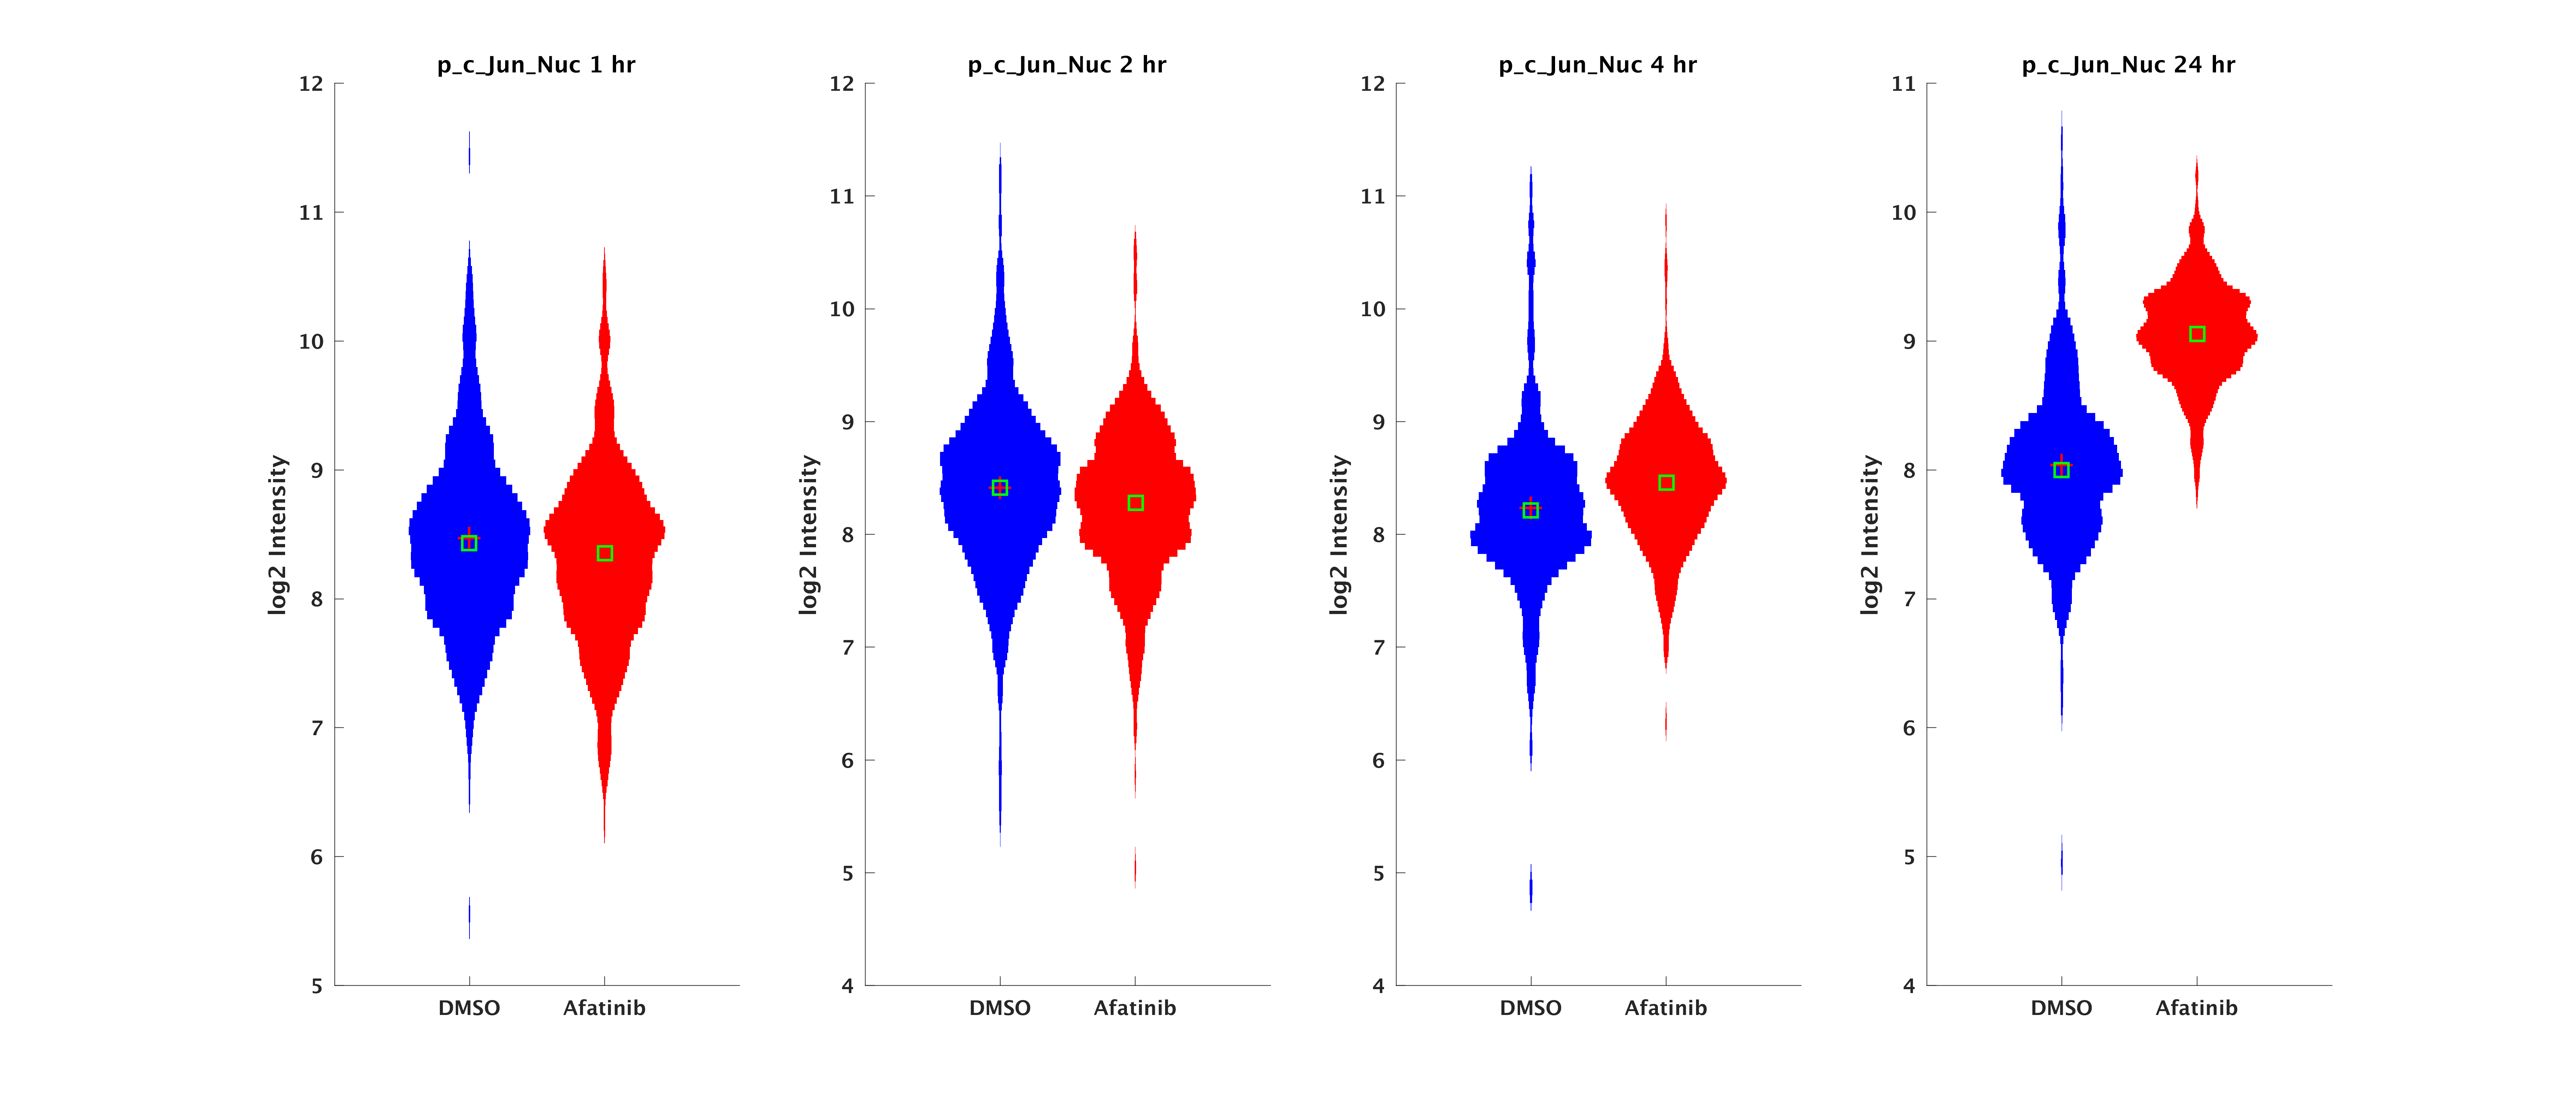 p_c_Jun_Nuc 1 hr
12
11
10
9
8
7
6
5
log2 Intensity
DMSO
Afatinib
p_c_Jun_Nuc 2 hr
12
11
10
9
8
7
6
5
4
log2 Intensity
DMSO
Afatinib
p_c_Jun_Nuc 4 hr
12
11
10
9
8
7
6
5
4
log2 Intensity
DMSO
Afatinib
p_c_Jun_Nuc 24 hr
11
10
9
8
7
6
5
4
log2 Intensity
DMSO
Afatinib